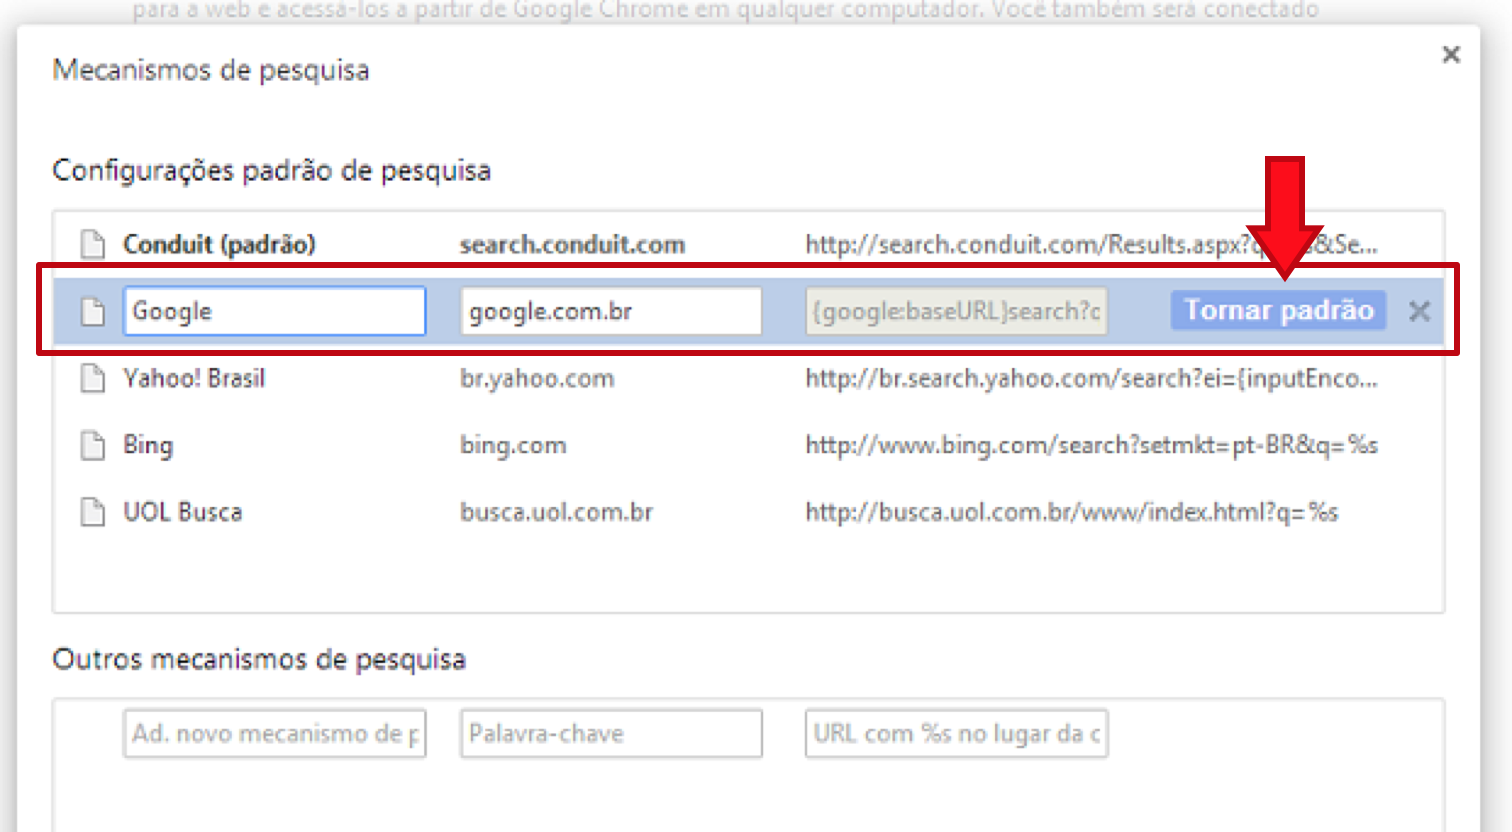 para a web e acessá-los a partir de Google Chrome em qualquer computador. Você também será conectado
Mecanismos de pesquisa
Configurações padrão de pesquisa
Conduit (padrão) search.conduit.com http://search.conduit.com/Results.aspx?q &Se...
Google google.com.br {google:baseURL}search?q Tornar padrão
Yahoo! Brasil br.yahoo.com http://br.search.yahoo.com/search?ei={inputEnco...
Bing bing.com http://www.bing.com/search?setmkt=pt-BR&q=%s
UOL Busca busca.uol.com.br http://busca.uol.com.br/www/index.html?q=%s
Outros mecanismos de pesquisa
Ad. novo mecanismo de p Palavra-chave URL com %s no lugar da c